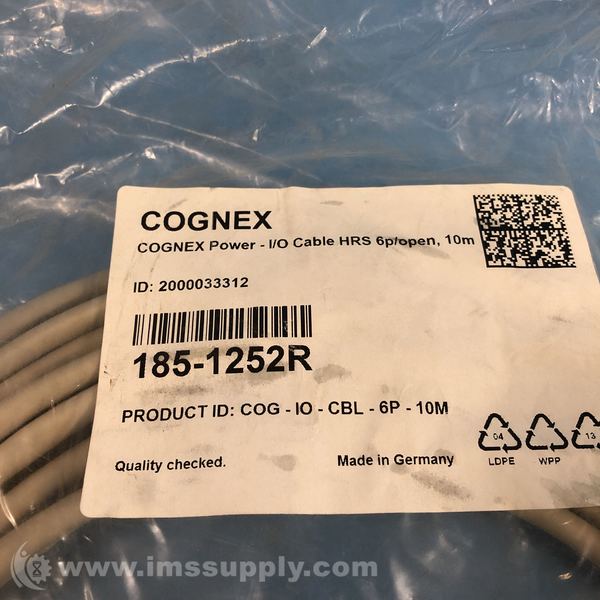 COGNEX
COGNEX Power - I/O Cable HRS 6p/open, 10m
ID: 2000033312
185-1252R
PRODUCT ID: COG - IO - CBL - 6P - 10M
Quality checked.
Made in Germany
04
LDPE
WPP
13
www.imssupply.com